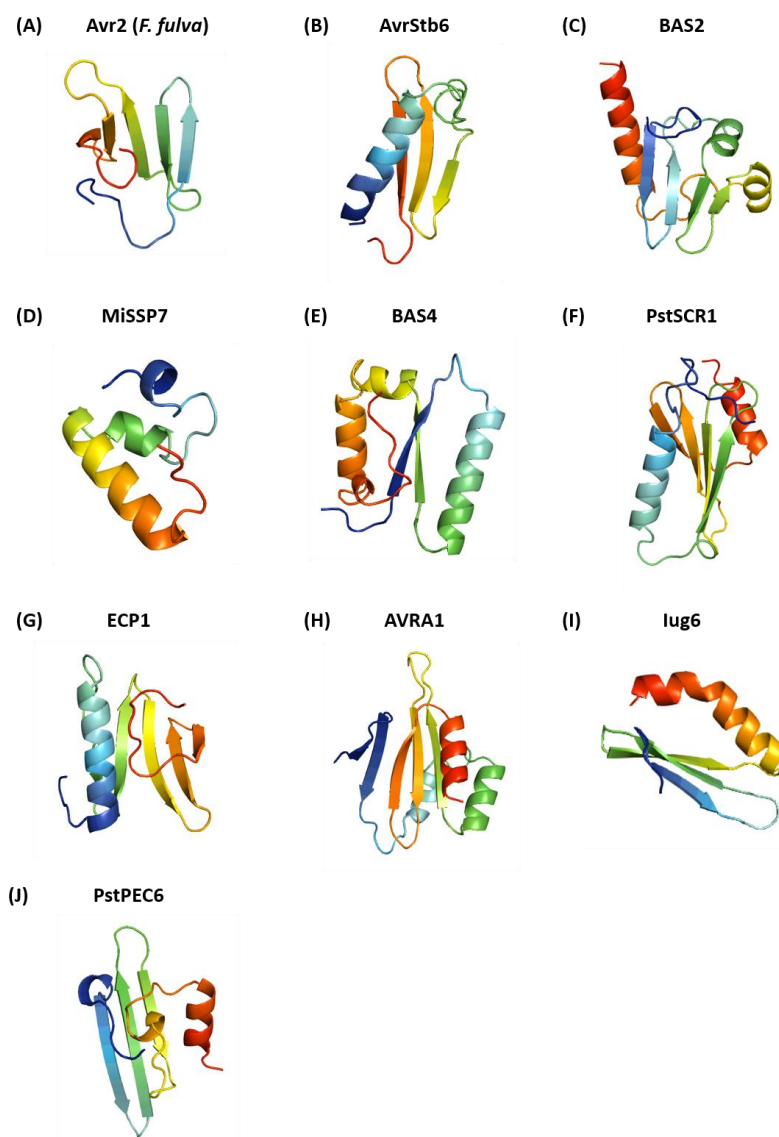 (A) Avr2 (F. fulva) (B) AvrStb6 (C) BAS2
(D) MiSSP7 (E) BAS4 (F) PstSCR1
(G) ECP1 (H) AVRA1 (I) Iug6
(J) PstPEC6